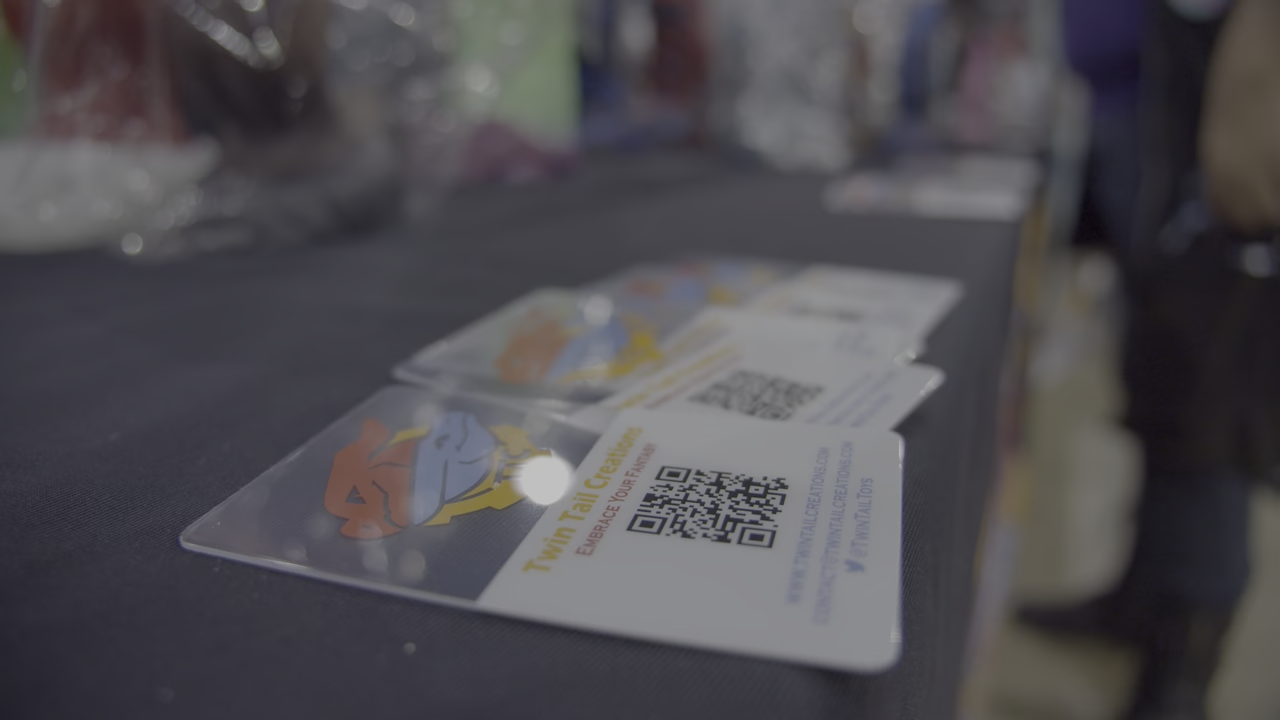 Twin Tail Creations
Embrace Your Fantasy
www.twintailcreations.com
contact@twintailcreations.com
@TwinTailToys